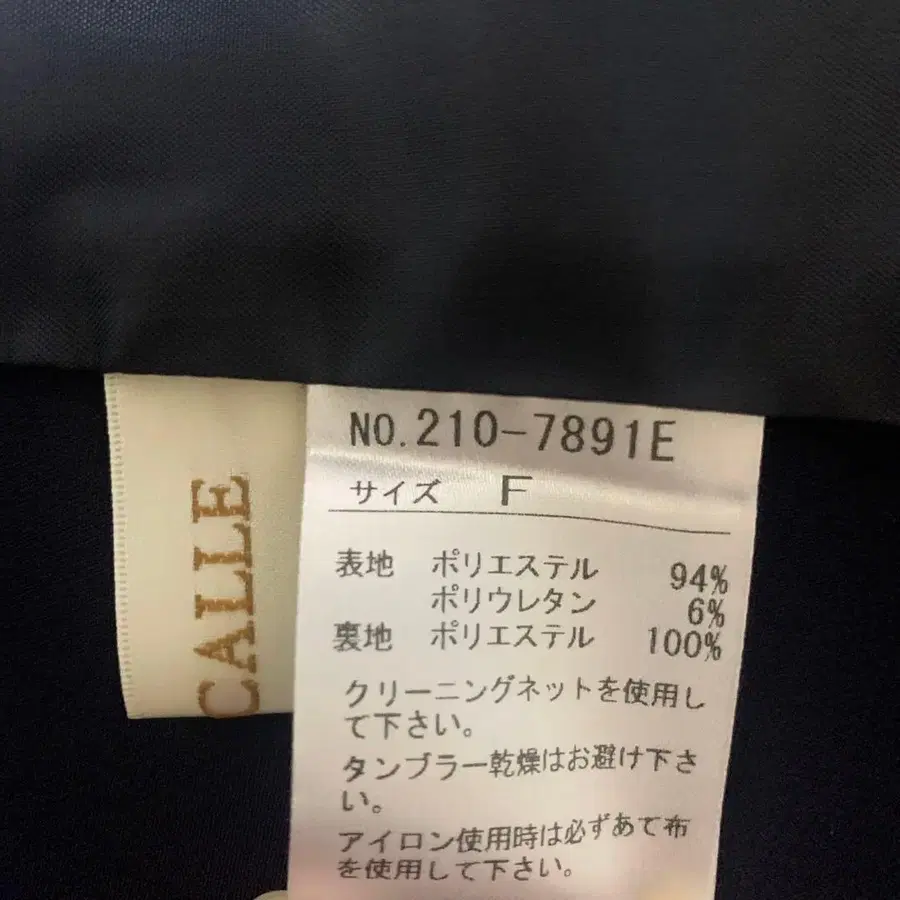 NO.210-7891E
サイズ F
表地 ポリエステル 94%
ポリウレタン 6%
裏地 ポリエステル 100%
クリーニングネットを使用し
て下さい。
タンブラー乾燥はお避け下さ
い。
アイロン使用時は必ずあて布
を使用して下さい。
CALLE